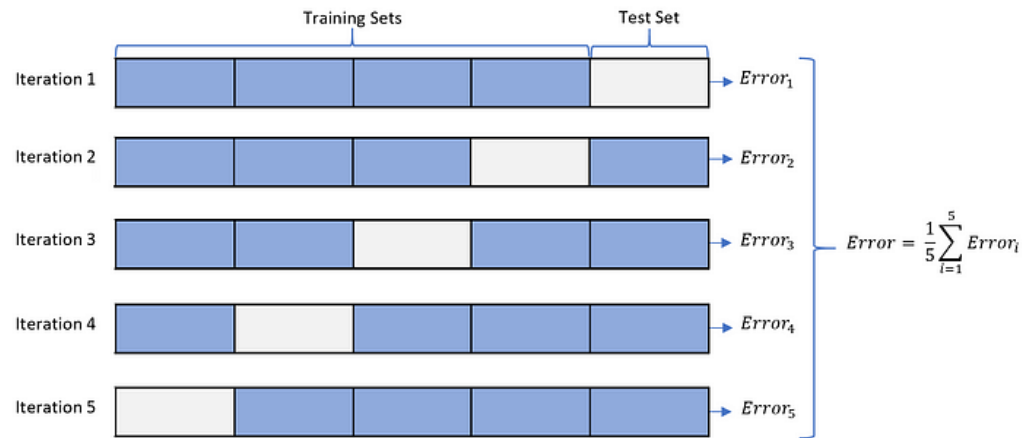 Training Sets
Test Set
Iteration 1
Error₁
Iteration 2
Error₂
Iteration 3
Error₃
Iteration 4
Error₄
Iteration 5
Error₅
Error = 1/5 ∑_{i=1}^{5} Errorᵢ